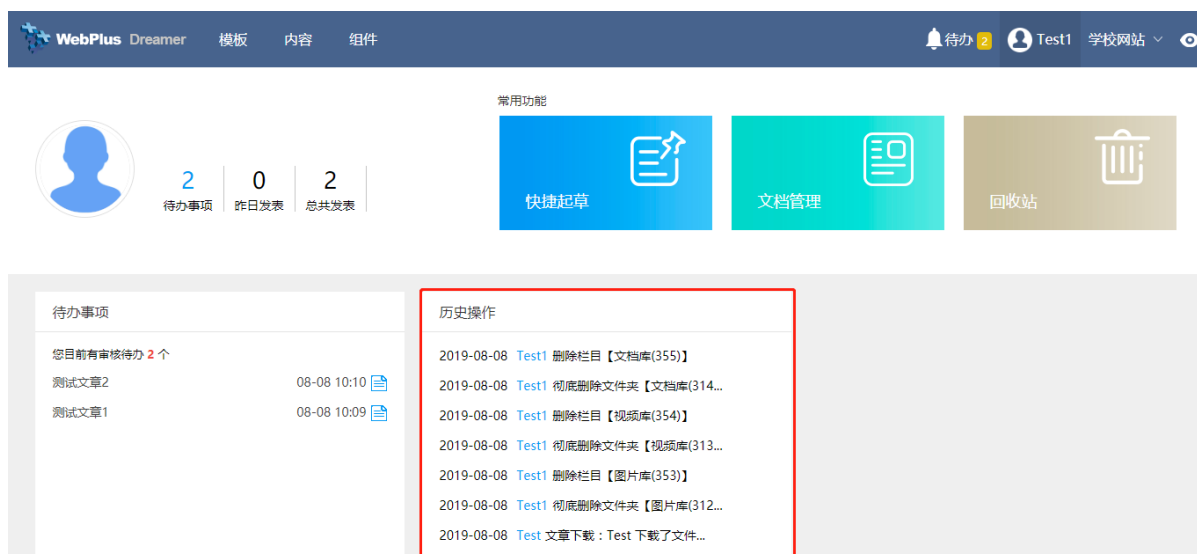 WebPlus Dreamer 模板 内容 组件 待办 2 Test1 学校网站
常用功能
2 0 2
待办事项 昨日发表 总共发表
快捷起草 文档管理 回收站
待办事项
您目前有审核待办 2 个
测试文章2 08-08 10:10
测试文章1 08-08 10:09
历史操作
2019-08-08 Test1 删除栏目【文档库(355)】
2019-08-08 Test1 彻底删除文件夹【文档库(314...
2019-08-08 Test1 删除栏目【视频库(354)】
2019-08-08 Test1 彻底删除文件夹【视频库(313...
2019-08-08 Test1 删除栏目【图片库(353)】
2019-08-08 Test1 彻底删除文件夹【图片库(312...
2019-08-08 Test 文章下载：Test 下载了文件...